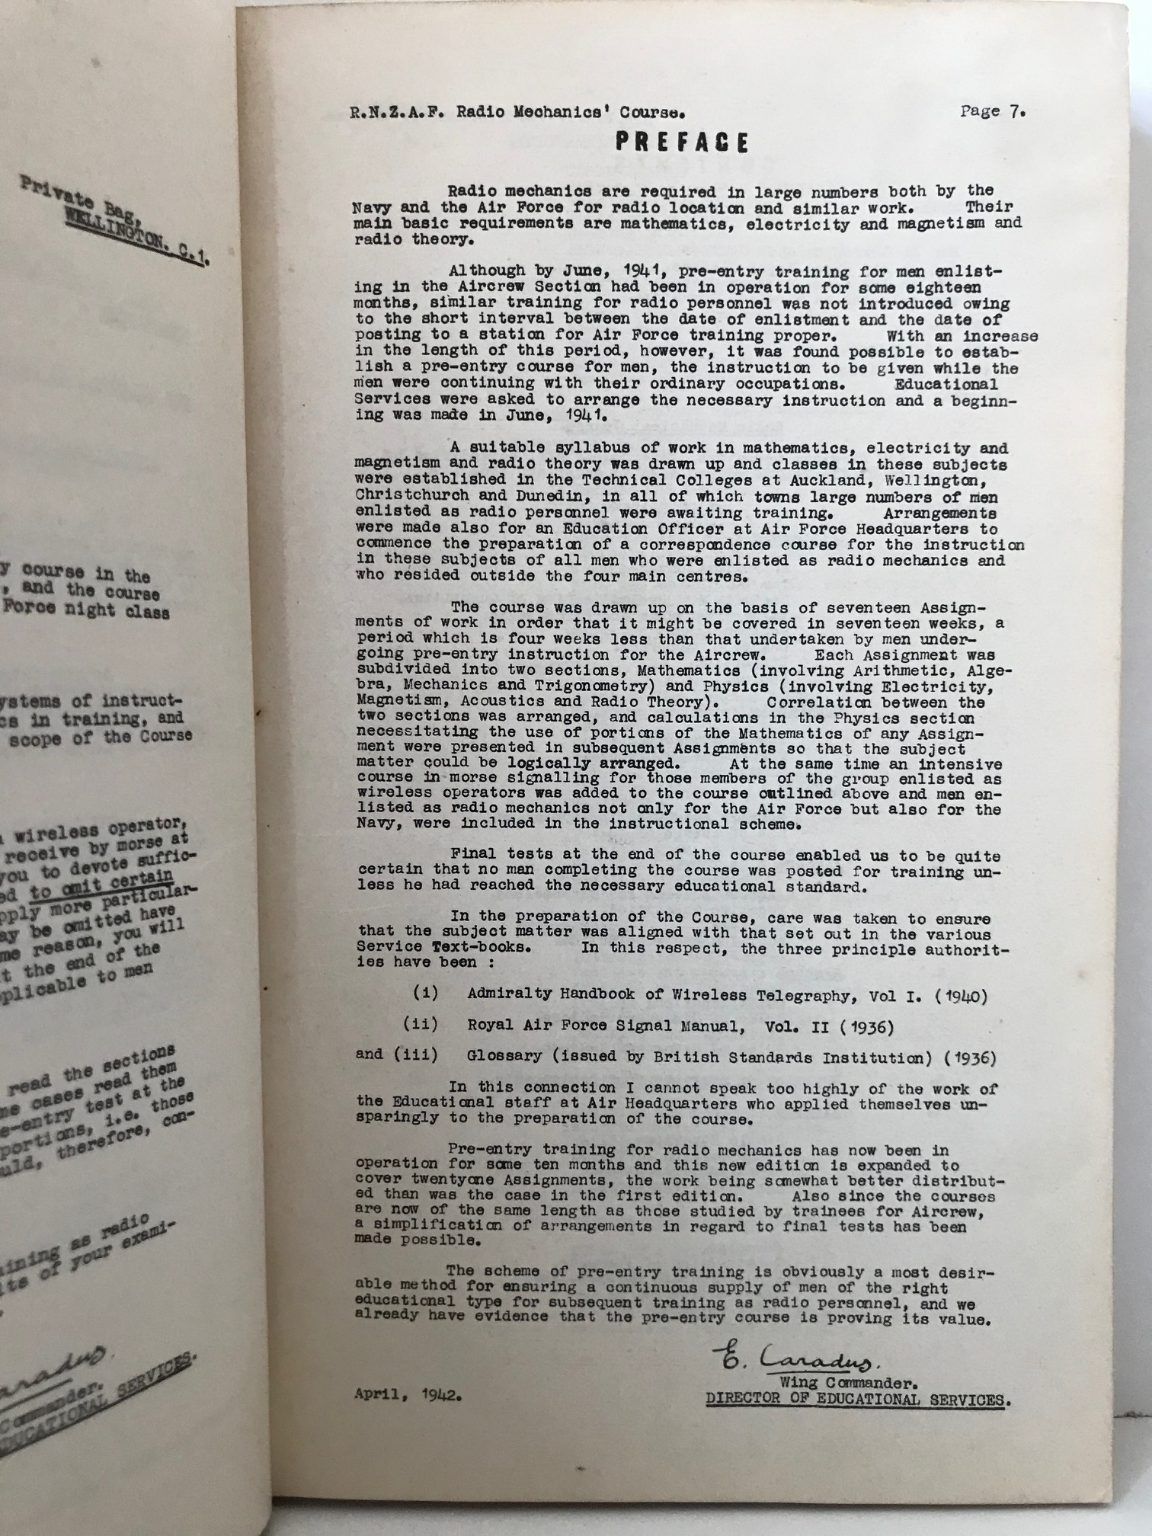 Private Bag,
WELLINGTON. C.1.
y course in the
, and the course
Force night class
ystems of instruct-
cs in training, and
scope of the Course
wireless operator,
receive by morse at
you to devote suffic-
ed to omit certain
pply more particular-
ay be omitted have
me reason, you will
t the end of the
plicable to men
read the sections
me cases read them
e-entry test at the
portions, i.e. those
uld, therefore, con-
aining as radio
ts of your exami-
aradus.
Commander.
EDUCATIONAL SERVICES.
R.N.Z.A.F. Radio Mechanics' Course. Page 7.
PREFACE
Radio mechanics are required in large numbers both by the
Navy and the Air Force for radio location and similar work. Their
main basic requirements are mathematics, electricity and magnetism and
radio theory.
Although by June, 1941, pre-entry training for men enlist-
ing in the Aircrew Section had been in operation for some eighteen
months, similar training for radio personnel was not introduced owing
to the short interval between the date of enlistment and the date of
posting to a station for Air Force training proper. With an increase
in the length of this period, however, it was found possible to estab-
lish a pre-entry course for men, the instruction to be given while the
men were continuing with their ordinary occupations. Educational
Services were asked to arrange the necessary instruction and a beginn-
ing was made in June, 1941.
A suitable syllabus of work in mathematics, electricity and
magnetism and radio theory was drawn up and classes in these subjects
were established in the Technical Colleges at Auckland, Wellington,
Christchurch and Dunedin, in all of which towns large numbers of men
enlisted as radio personnel were awaiting training. Arrangements
were made also for an Education Officer at Air Force Headquarters to
commence the preparation of a correspondence course for the instruction
in these subjects of all men who were enlisted as radio mechanics and
who resided outside the four main centres.
The course was drawn up on the basis of seventeen Assign-
ments of work in order that it might be covered in seventeen weeks, a
period which is four weeks less than that undertaken by men under-
going pre-entry instruction for the Aircrew. Each Assignment was
subdivided into two sections, Mathematics (involving Arithmetic, Alge-
bra, Mechanics and Trigonometry) and Physics (involving Electricity,
Magnetism, Acoustics and Radio Theory). Correlation between the
two sections was arranged, and calculations in the Physics section
necessitating the use of portions of the Mathematics of any Assign-
ment were presented in subsequent Assignments so that the subject
matter could be logically arranged. At the same time an intensive
course in morse signalling for those members of the group enlisted as
wireless operators was added to the course outlined above and men en-
listed as radio mechanics not only for the Air Force but also for the
Navy, were included in the instructional scheme.
Final tests at the end of the course enabled us to be quite
certain that no man completing the course was posted for training un-
less he had reached the necessary educational standard.
In the preparation of the Course, care was taken to ensure
that the subject matter was aligned with that set out in the various
Service Text-books. In this respect, the three principle authorit-
ies have been :
(i) Admiralty Handbook of Wireless Telegraphy, Vol I. (1940)
(ii) Royal Air Force Signal Manual, Vol. II (1936)
and (iii) Glossary (issued by British Standards Institution) (1936)
In this connection I cannot speak too highly of the work of
the Educational staff at Air Headquarters who applied themselves un-
sparingly to the preparation of the course.
Pre-entry training for radio mechanics has now been in
operation for some ten months and this new edition is expanded to
cover twentyone Assignments, the work being somewhat better distribut-
ed than was the case in the first edition. Also since the courses
are now of the same length as those studied by trainees for Aircrew,
a simplification of arrangements in regard to final tests has been
made possible.
The scheme of pre-entry training is obviously a most desir-
able method for ensuring a continuous supply of men of the right
educational type for subsequent training as radio personnel, and we
already have evidence that the pre-entry course is proving its value.
E. Caradus.
Wing Commander.
April, 1942. DIRECTOR OF EDUCATIONAL SERVICES.